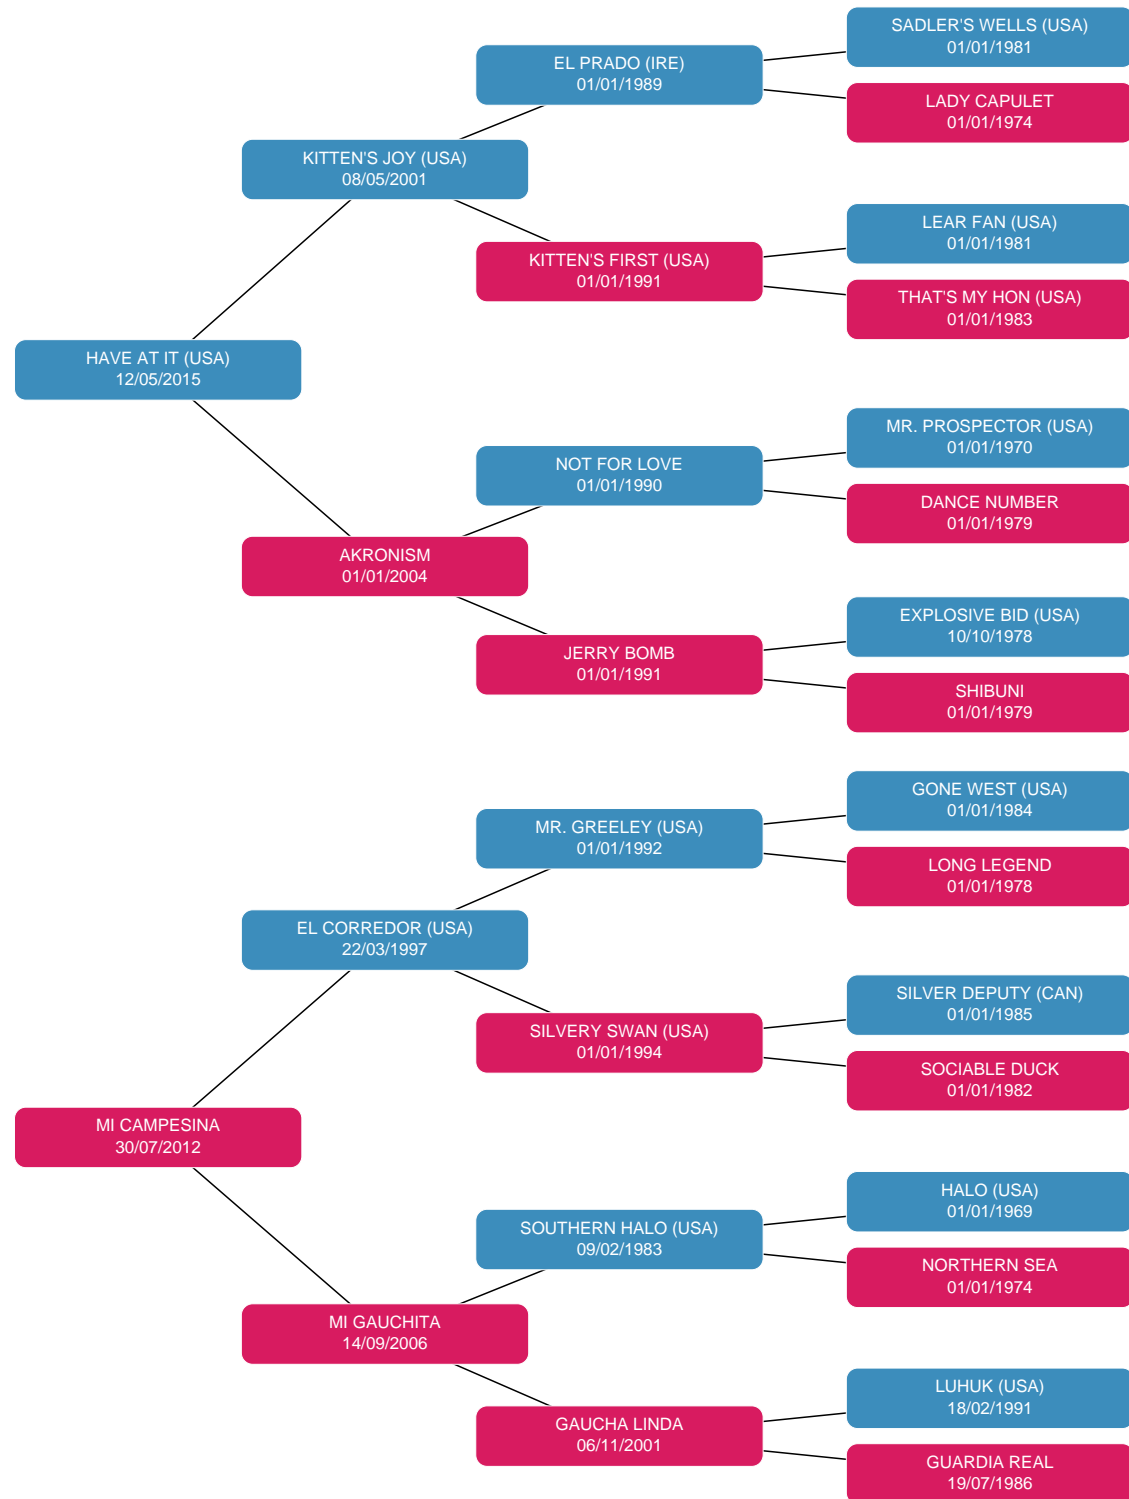 SADLER'S WELLS (USA)
01/01/1981
EL PRADO (IRE)
01/01/1989
LADY CAPULET
01/01/1974
KITTEN'S JOY (USA)
08/05/2001
LEAR FAN (USA)
01/01/1981
KITTEN'S FIRST (USA)
01/01/1991
THAT'S MY HON (USA)
01/01/1983
HAVE AT IT (USA)
12/05/2015
MR. PROSPECTOR (USA)
01/01/1970
NOT FOR LOVE
01/01/1990
DANCE NUMBER
01/01/1979
AKRONISM
01/01/2004
EXPLOSIVE BID (USA)
10/10/1978
JERRY BOMB
01/01/1991
SHIBUNI
01/01/1979
GONE WEST (USA)
01/01/1984
MR. GREELEY (USA)
01/01/1992
LONG LEGEND
01/01/1978
EL CORREDOR (USA)
22/03/1997
SILVER DEPUTY (CAN)
01/01/1985
SILVERY SWAN (USA)
01/01/1994
SOCIABLE DUCK
01/01/1982
MI CAMPESINA
30/07/2012
HALO (USA)
01/01/1969
SOUTHERN HALO (USA)
09/02/1983
NORTHERN SEA
01/01/1974
MI GAUCHITA
14/09/2006
LUHUK (USA)
18/02/1991
GAUCHA LINDA
06/11/2001
GUARDIA REAL
19/07/1986